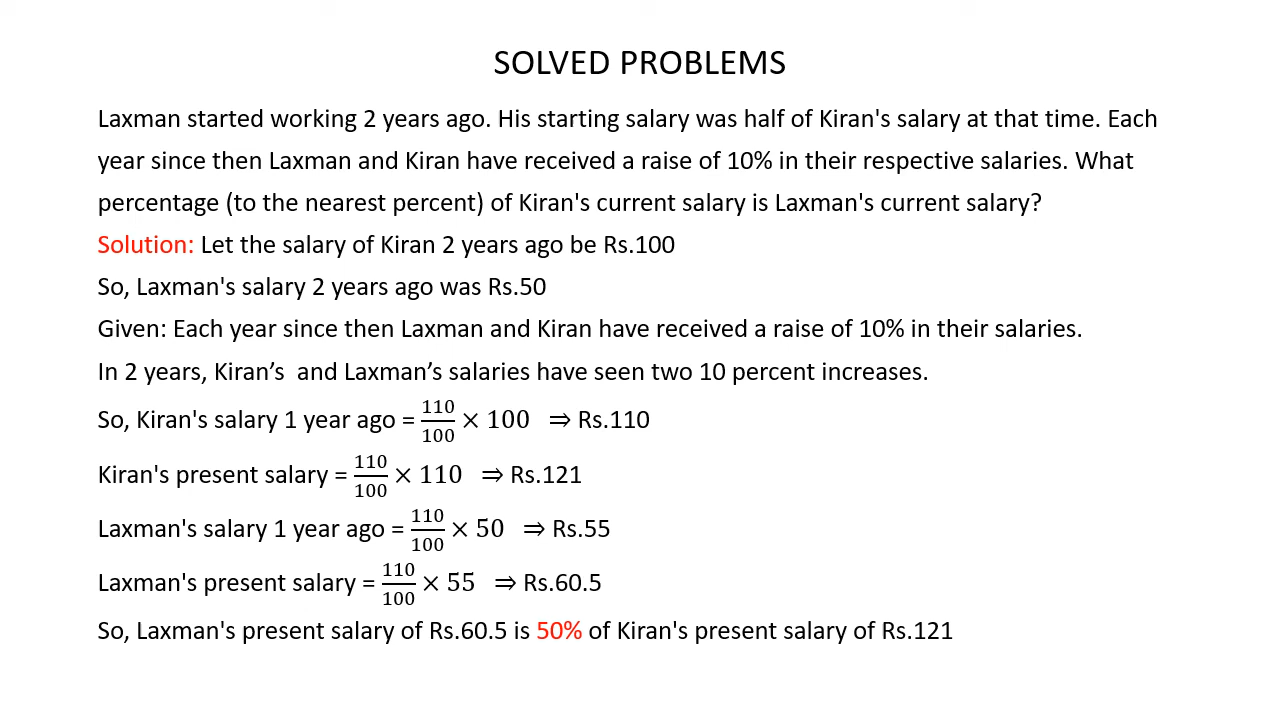 SOLVED PROBLEMS
Laxman started working 2 years ago. His starting salary was half of Kiran's salary at that time. Each
year since then Laxman and Kiran have received a raise of 10% in their respective salaries. What
percentage (to the nearest percent) of Kiran's current salary is Laxman's current salary?
Solution: Let the salary of Kiran 2 years ago be Rs.100
So, Laxman's salary 2 years ago was Rs.50
Given: Each year since then Laxman and Kiran have received a raise of 10% in their salaries.
In 2 years, Kiran’s  and Laxman’s salaries have seen two 10 percent increases.
So, Kiran's salary 1 year ago = 110/100 × 100 ⇒ Rs.110
Kiran's present salary = 110/100 × 110 ⇒ Rs.121
Laxman's salary 1 year ago = 110/100 × 50 ⇒ Rs.55
Laxman's present salary = 110/100 × 55 ⇒ Rs.60.5
So, Laxman's present salary of Rs.60.5 is 50% of Kiran's present salary of Rs.121